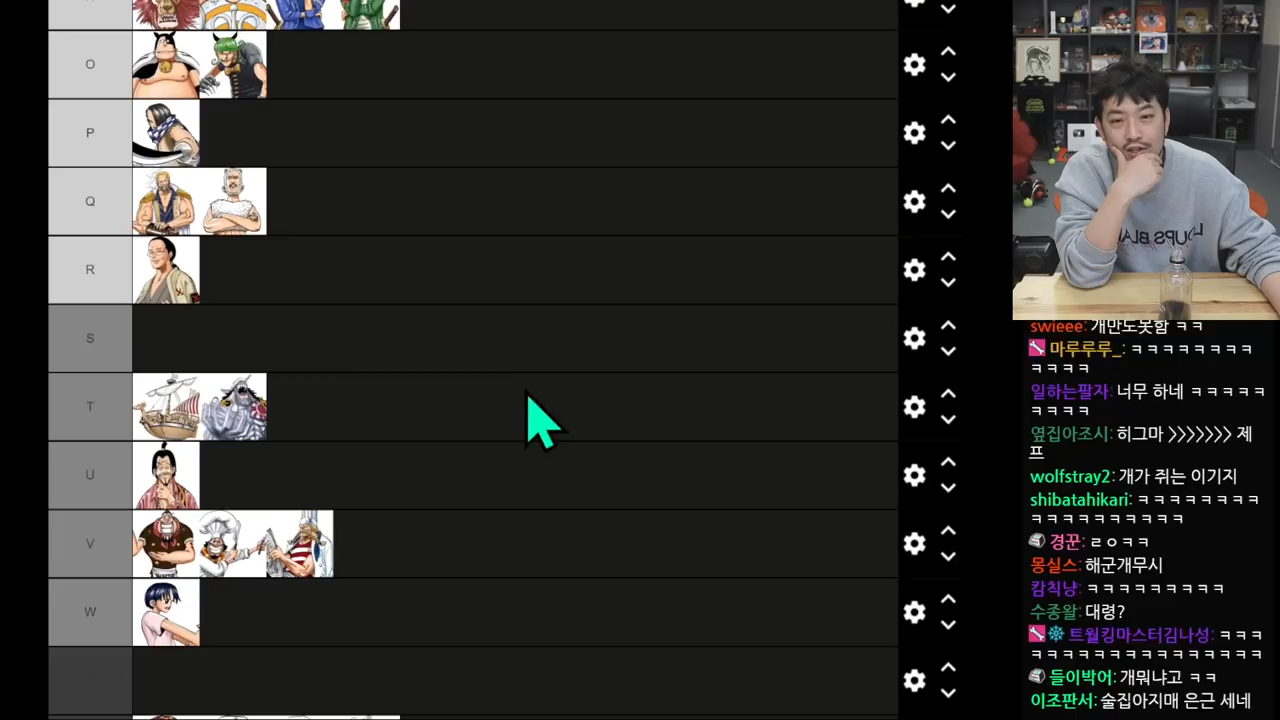 O
P
Q
R
S
T
U
V
W
swieee: 개만도못함 ㅋㅋ
마루루루_: ㅋㅋㅋㅋㅋㅋㅋㅋ
ㅋㅋㅋㅋ
일하는팔자: 너무 하네 ㅋㅋㅋㅋㅋ
ㅋㅋㅋㅋ
옆집아조시: 히그마 >>>>>>> 제
프
wolfstray2: 개가 쥐는 이기지
shibatahikari: ㅋㅋㅋㅋㅋㅋㅋㅋ
ㅋㅋㅋㅋㅋㅋㅋㅋㅋㅋ
경꾼: ㄹㅇㅋㅋ
몽실스: 해군개무시
캄칙냥: ㅋㅋㅋㅋㅋㅋㅋㅋㅋ
수종왈: 대령?
트월킹마스터김나성: ㅋㅋㅋ
ㅋㅋㅋㅋㅋㅋㅋㅋㅋㅋㅋㅋㅋㅋㅋ
들이박어: 개뭐냐고 ㅋㅋ
이조판서: 술집아지매 은근 세네